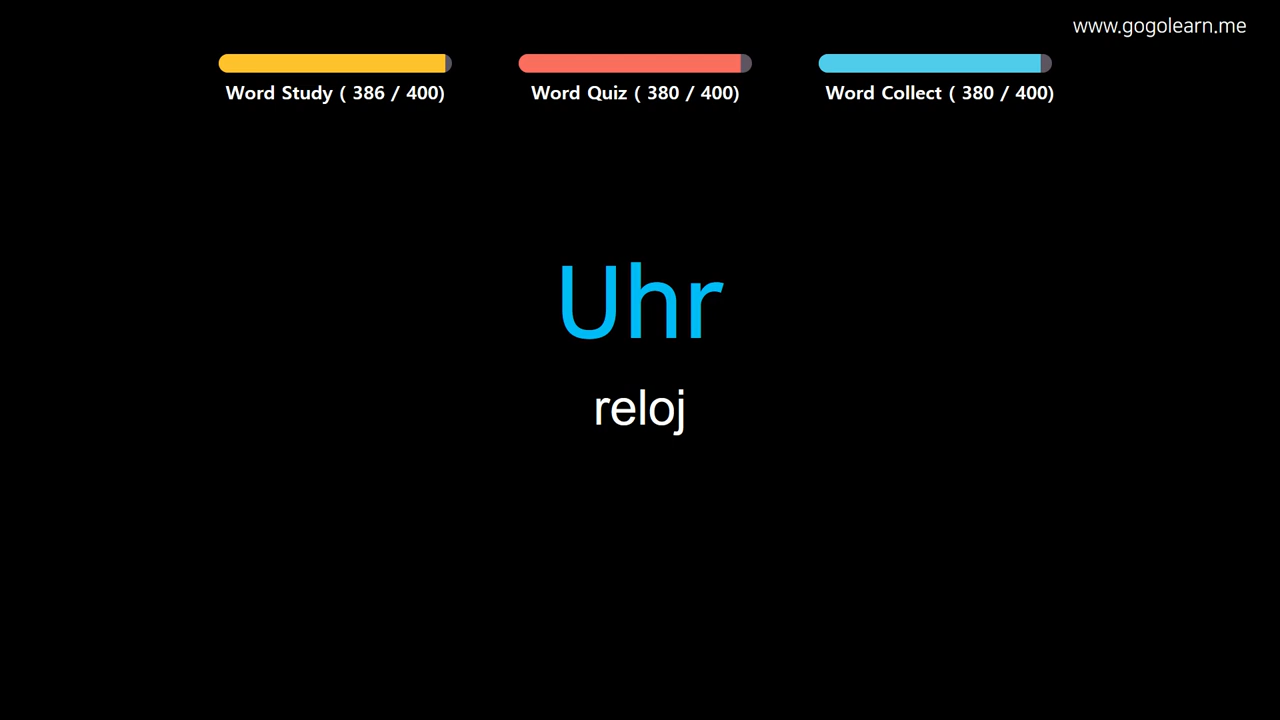 www.gogolearn.me
Word Study ( 386 / 400)
Word Quiz ( 380 / 400)
Word Collect ( 380 / 400)
Uhr
reloj